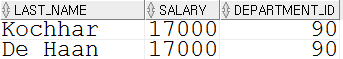 LAST_NAME SALARY DEPARTMENT_ID
Kochhar 17000 90
De Haan 17000 90